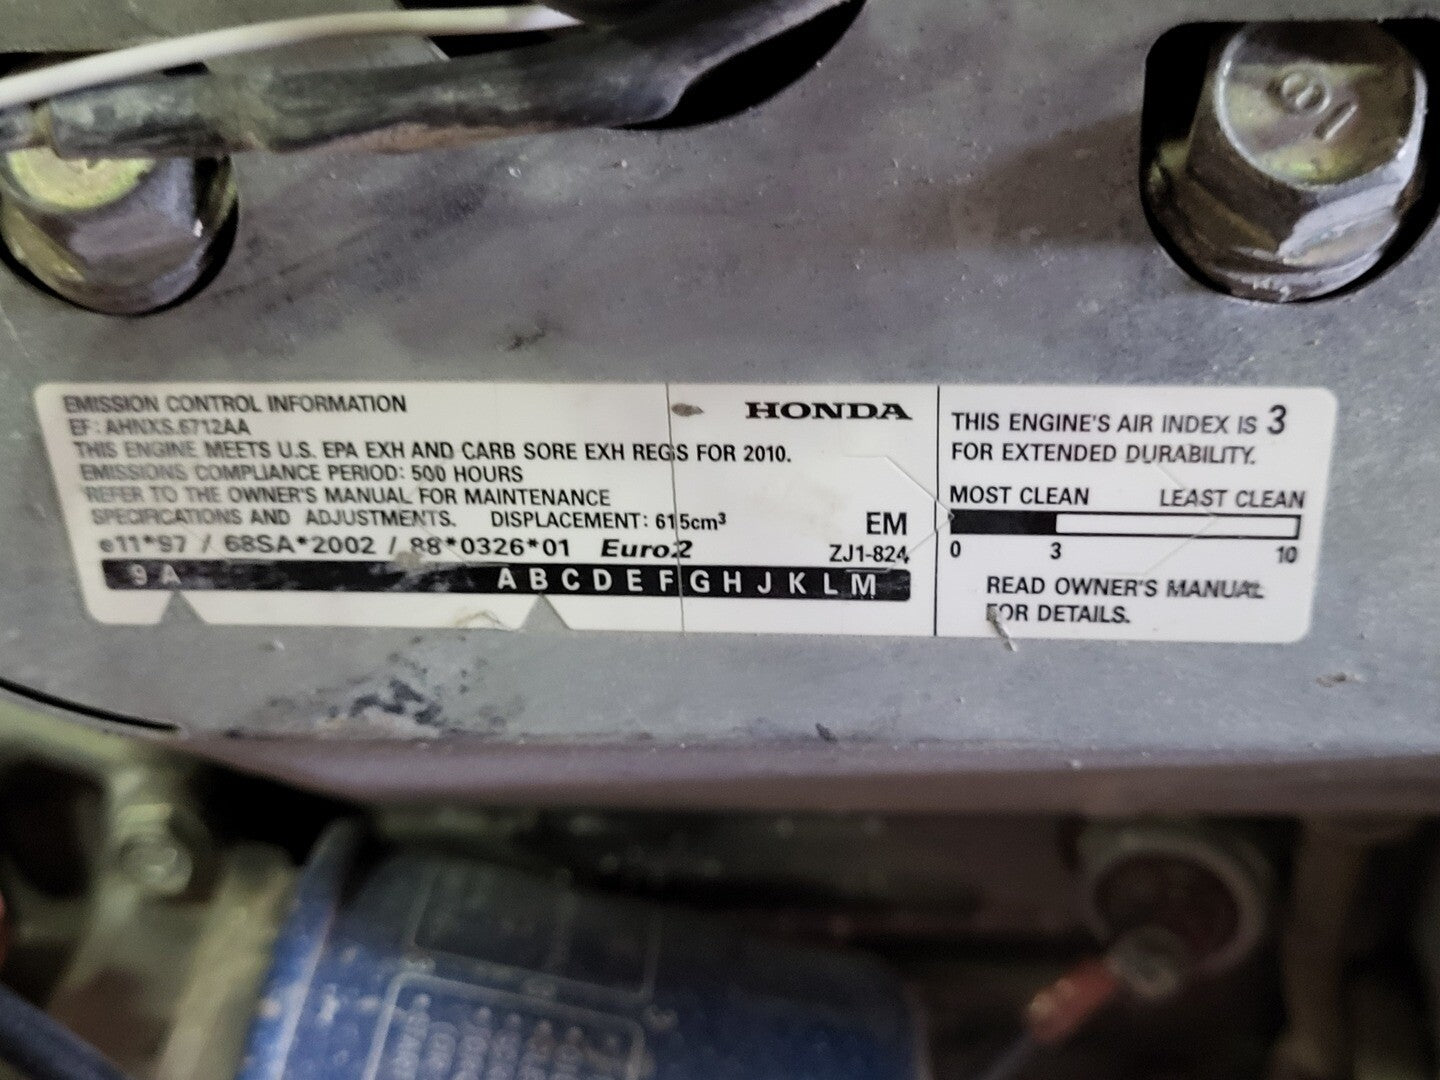 EMISSION CONTROL INFORMATION
HONDA
EF: AHNXS.6712AA
THIS ENGINE MEETS U.S. EPA EXH AND CARB SORE EXH REGS FOR 2010.
EMISSIONS COMPLIANCE PERIOD: 500 HOURS
REFER TO THE OWNER'S MANUAL FOR MAINTENANCE
SPECIFICATIONS AND ADJUSTMENTS. DISPLACEMENT: 615cm³
EM
e11*97 / 68SA*2002 / 88*0326*01 Euro2
ZJ1-824
9 A A B C D E F G H J K L M
THIS ENGINE'S AIR INDEX IS 3
FOR EXTENDED DURABILITY.
MOST CLEAN LEAST CLEAN
0 3 10
READ OWNER'S MANUAL
FOR DETAILS.